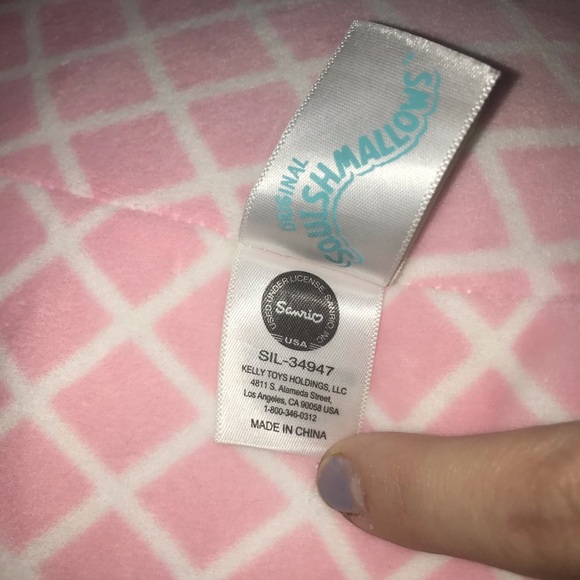 ORIGINAL
SQUISHMALLOWS™
USED UNDER LICENSE, SANRIO INC.
Sanrio
USA
SIL-34947
KELLY TOYS HOLDINGS, LLC
4811 S. Alameda Street,
Los Angeles, CA 90058 USA
1-800-346-0312
MADE IN CHINA